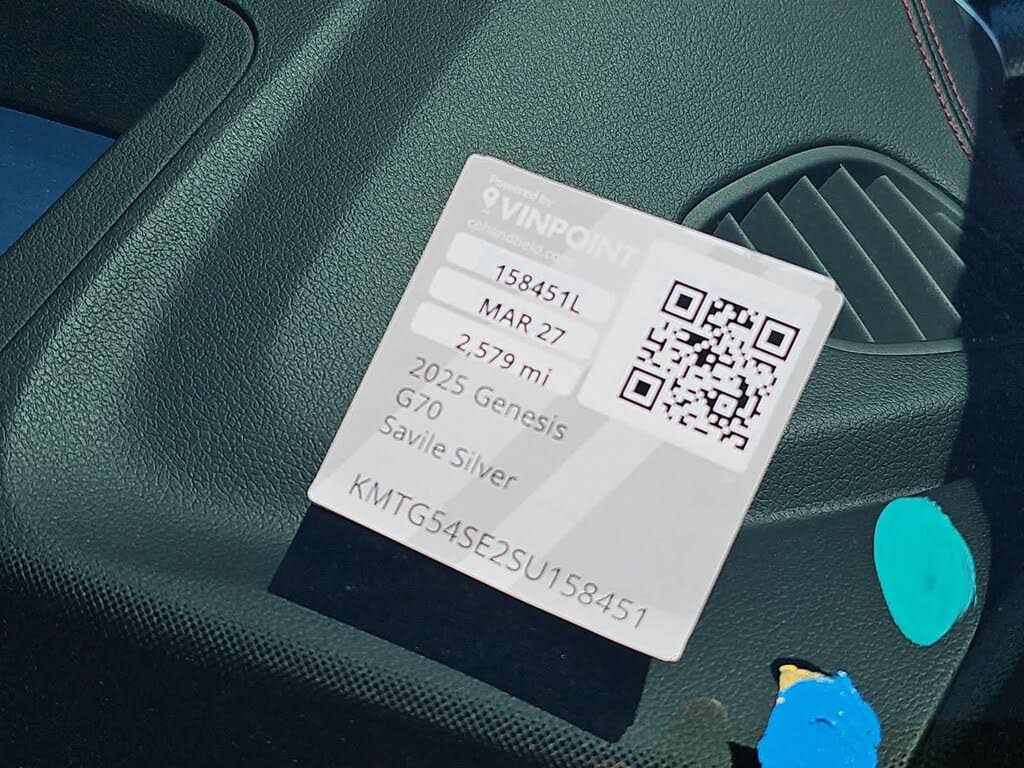 Powered by:
VINPOINT
158451L
MAR 27
2,579 mi
2025 Genesis
G70
Savile Silver
KMTG54SE2SU158451